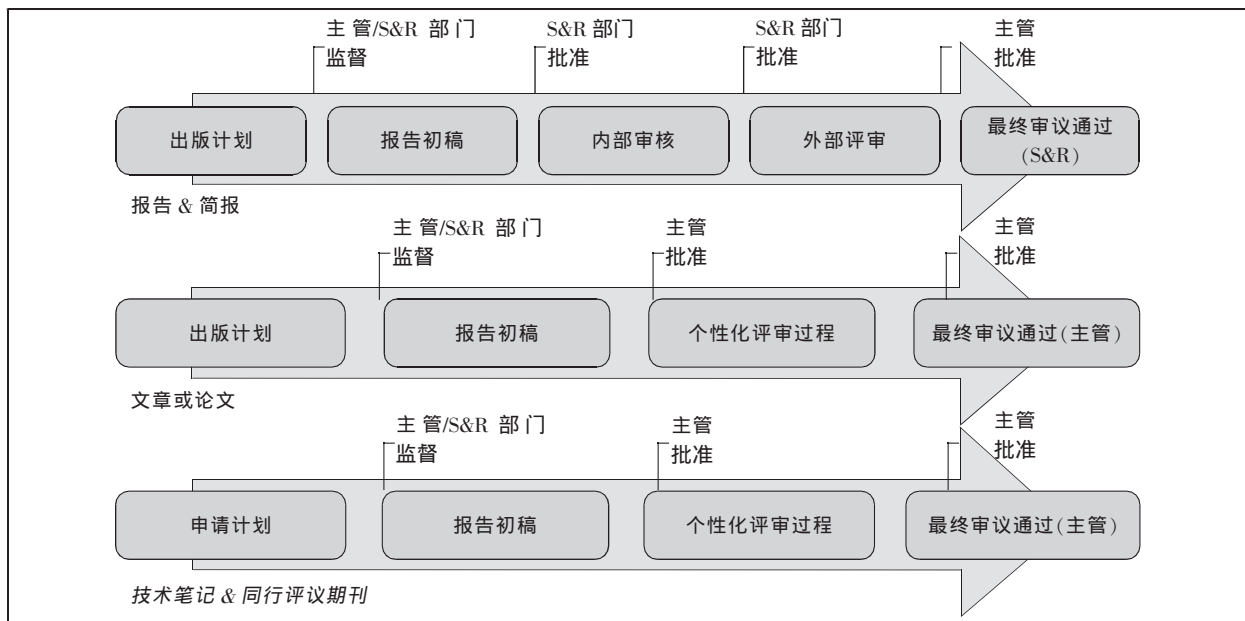 主管/S&R 部门
监督
S&R 部门
批准
S&R 部门
批准
主管
批准
出版计划
报告初稿
内部审核
外部评审
最终审议通过
(S&R)
报告 & 简报
主管/S&R 部门
监督
主管
批准
主管
批准
出版计划
报告初稿
个性化评审过程
最终审议通过(主管)
文章或论文
主管/S&R 部门
监督
主管
批准
主管
批准
申请计划
报告初稿
个性化评审过程
最终审议通过(主管)
技术笔记 & 同行评议期刊